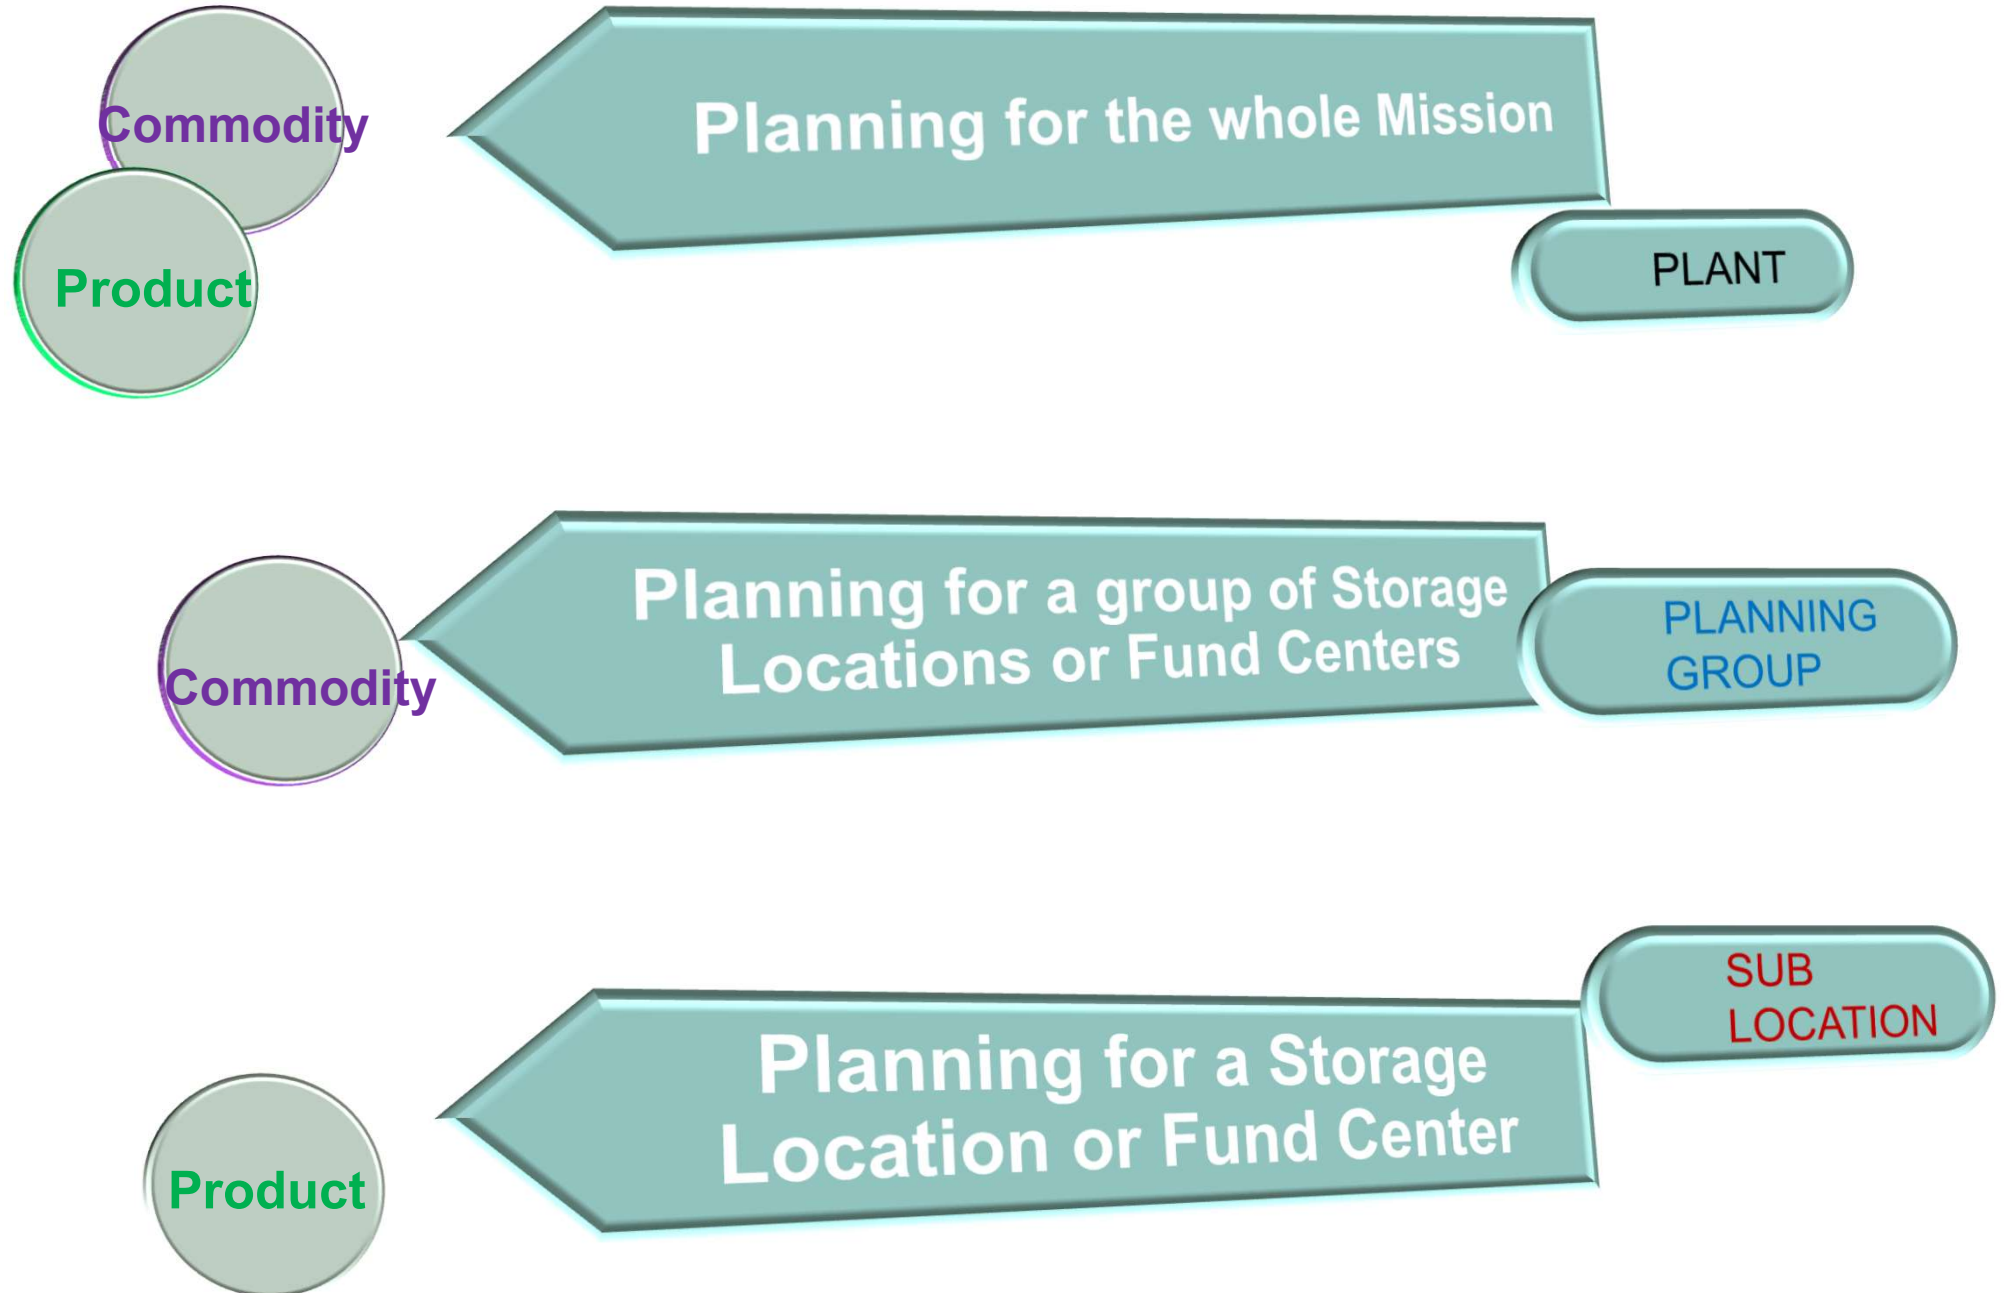 Commodity
Planning for the whole Mission
Product
PLANT
Planning for a group of Storage
Locations or Fund Centers
PLANNING
GROUP
Commodity
SUB
LOCATION
Planning for a Storage
Location or Fund Center
Product